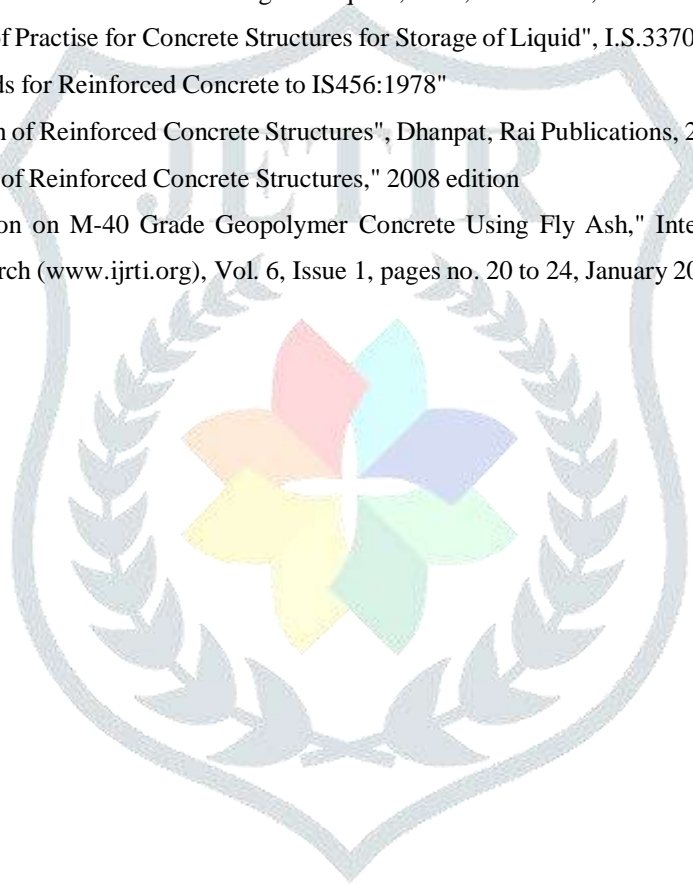 of Practise for Concrete Structures for Storage of Liquid", I.S.3370
ds for Reinforced Concrete to IS456:1978"
n of Reinforced Concrete Structures", Dhanpat, Rai Publications, 2
of Reinforced Concrete Structures," 2008 edition
on on M-40 Grade Geopolymer Concrete Using Fly Ash," Inte
rch (www.ijrti.org), Vol. 6, Issue 1, pages no. 20 to 24, January 20
JETIR